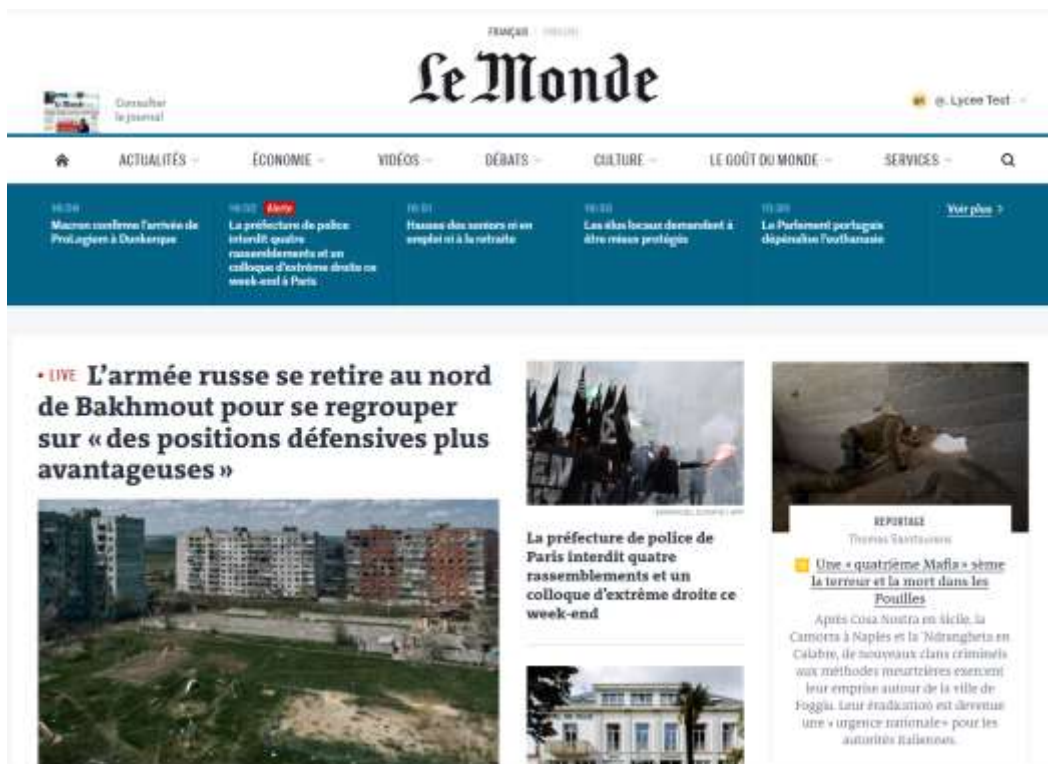 FRANÇAIS
Le Monde
Consulter
le journal
@. Lycee Test
ACTUALITÉS
ÉCONOMIE
VIDÉOS
DÉBATS
CULTURE
LE GOÛT DU MONDE
SERVICES
Alerte
Macron confirme l'arrivée de
ProLogium à Dunkerque
La préfecture de police
interdit quatre
rassemblements et un
colloque d'extrême droite ce
week-end à Paris
Hausse des seniors ni en
emploi ni à la retraite
Les élus locaux demandent à
être mieux protégés
Le Parlement portugais
dépénalise l'euthanasie
Voir plus >
• LIVE L'armée russe se retire au nord
de Bakhmout pour se regrouper
sur « des positions défensives plus
avantageuses »
La préfecture de police de
Paris interdit quatre
rassemblements et un
colloque d'extrême droite ce
week-end
REPORTAGE
Thomas Saintourens
Une « quatrième Mafia » sème
la terreur et la mort dans les
Pouilles
Après Cosa Nostra en Sicile, la
Camorra à Naples et la 'Ndrangheta en
Calabre, de nouveaux clans criminels
aux méthodes meurtrières exercent
leur emprise autour de la ville de
Foggia. Leur éradication est devenue
une « urgence nationale » pour les
autorités italiennes.